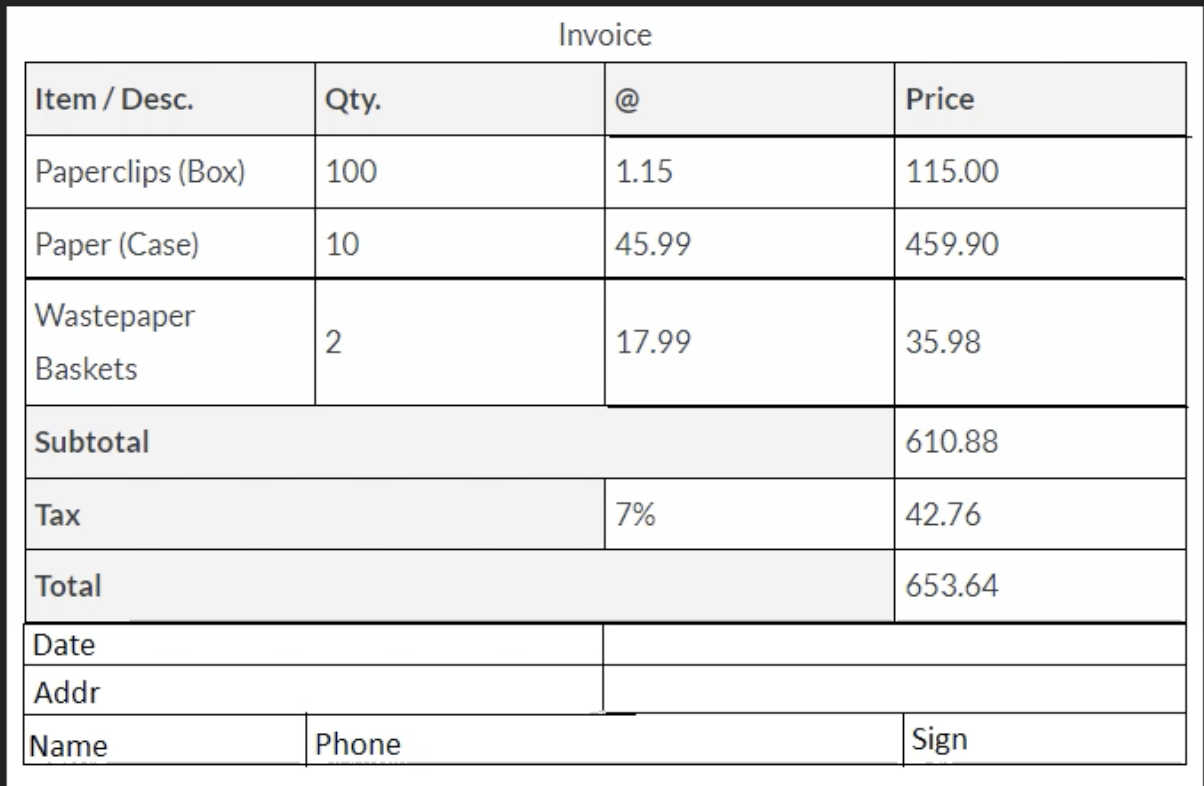 Invoice
Item / Desc. Qty. @ Price
Paperclips (Box) 100 1.15 115.00
Paper (Case) 10 45.99 459.90
Wastepaper
Baskets 2 17.99 35.98
Subtotal 610.88
Tax 7% 42.76
Total 653.64
Date
Addr
Name Phone Sign